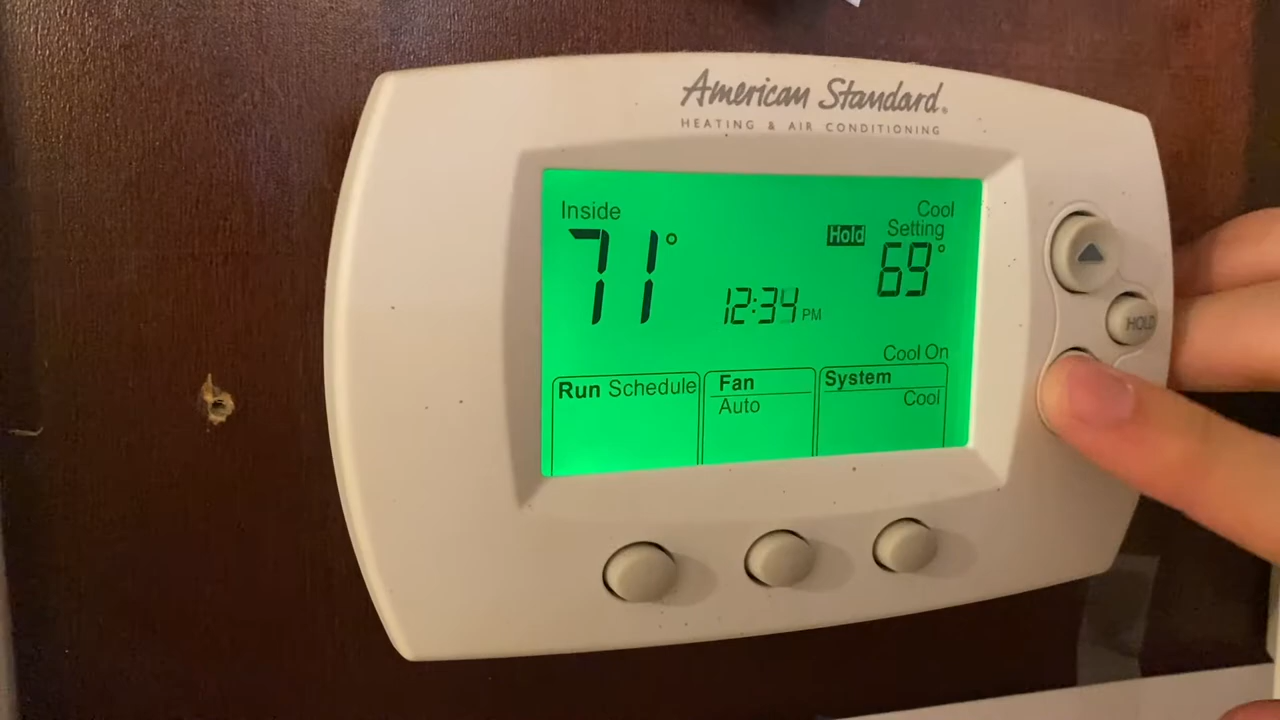 American Standard®
HEATING & AIR CONDITIONING
Inside
71°
Hold
Cool
Setting
69°
12:34 PM
Cool On
Run Schedule
Fan
Auto
System
Cool
HOLD